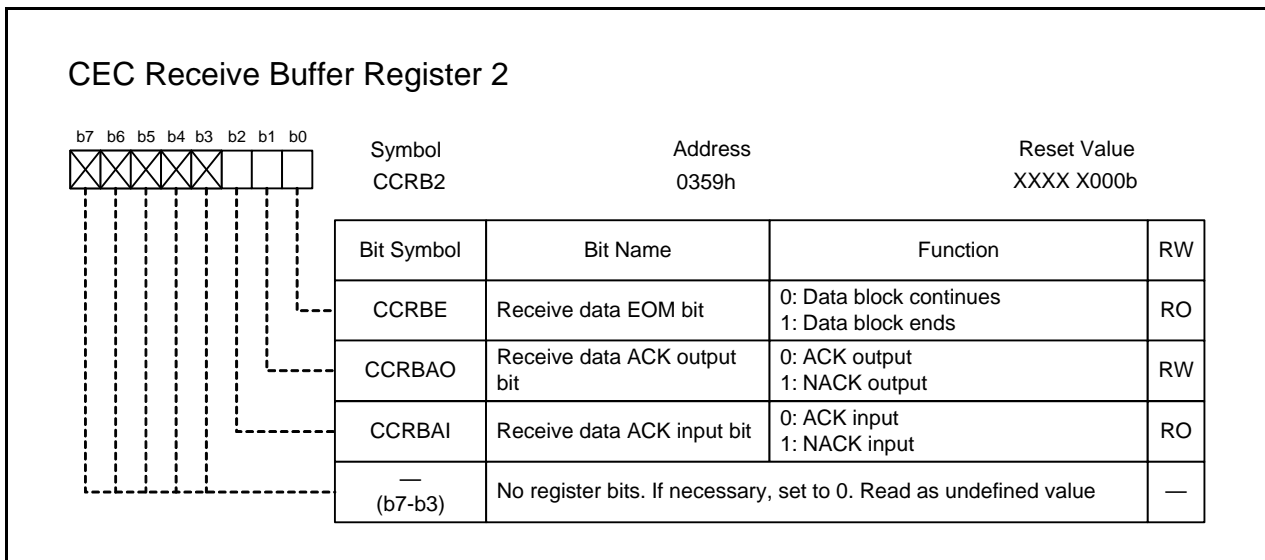 CEC Receive Buffer Register 2
b7 b6 b5 b4 b3 b2 b1 b0
Symbol Address Reset Value
CCRB2 0359h XXXX X000b
Bit Symbol Bit Name Function RW
CCRBE Receive data EOM bit 0: Data block continues
1: Data block ends RO
CCRBAO Receive data ACK output
bit 0: ACK output
1: NACK output RW
CCRBAI Receive data ACK input bit 0: ACK input
1: NACK input RO
—
(b7-b3) No register bits. If necessary, set to 0. Read as undefined value —